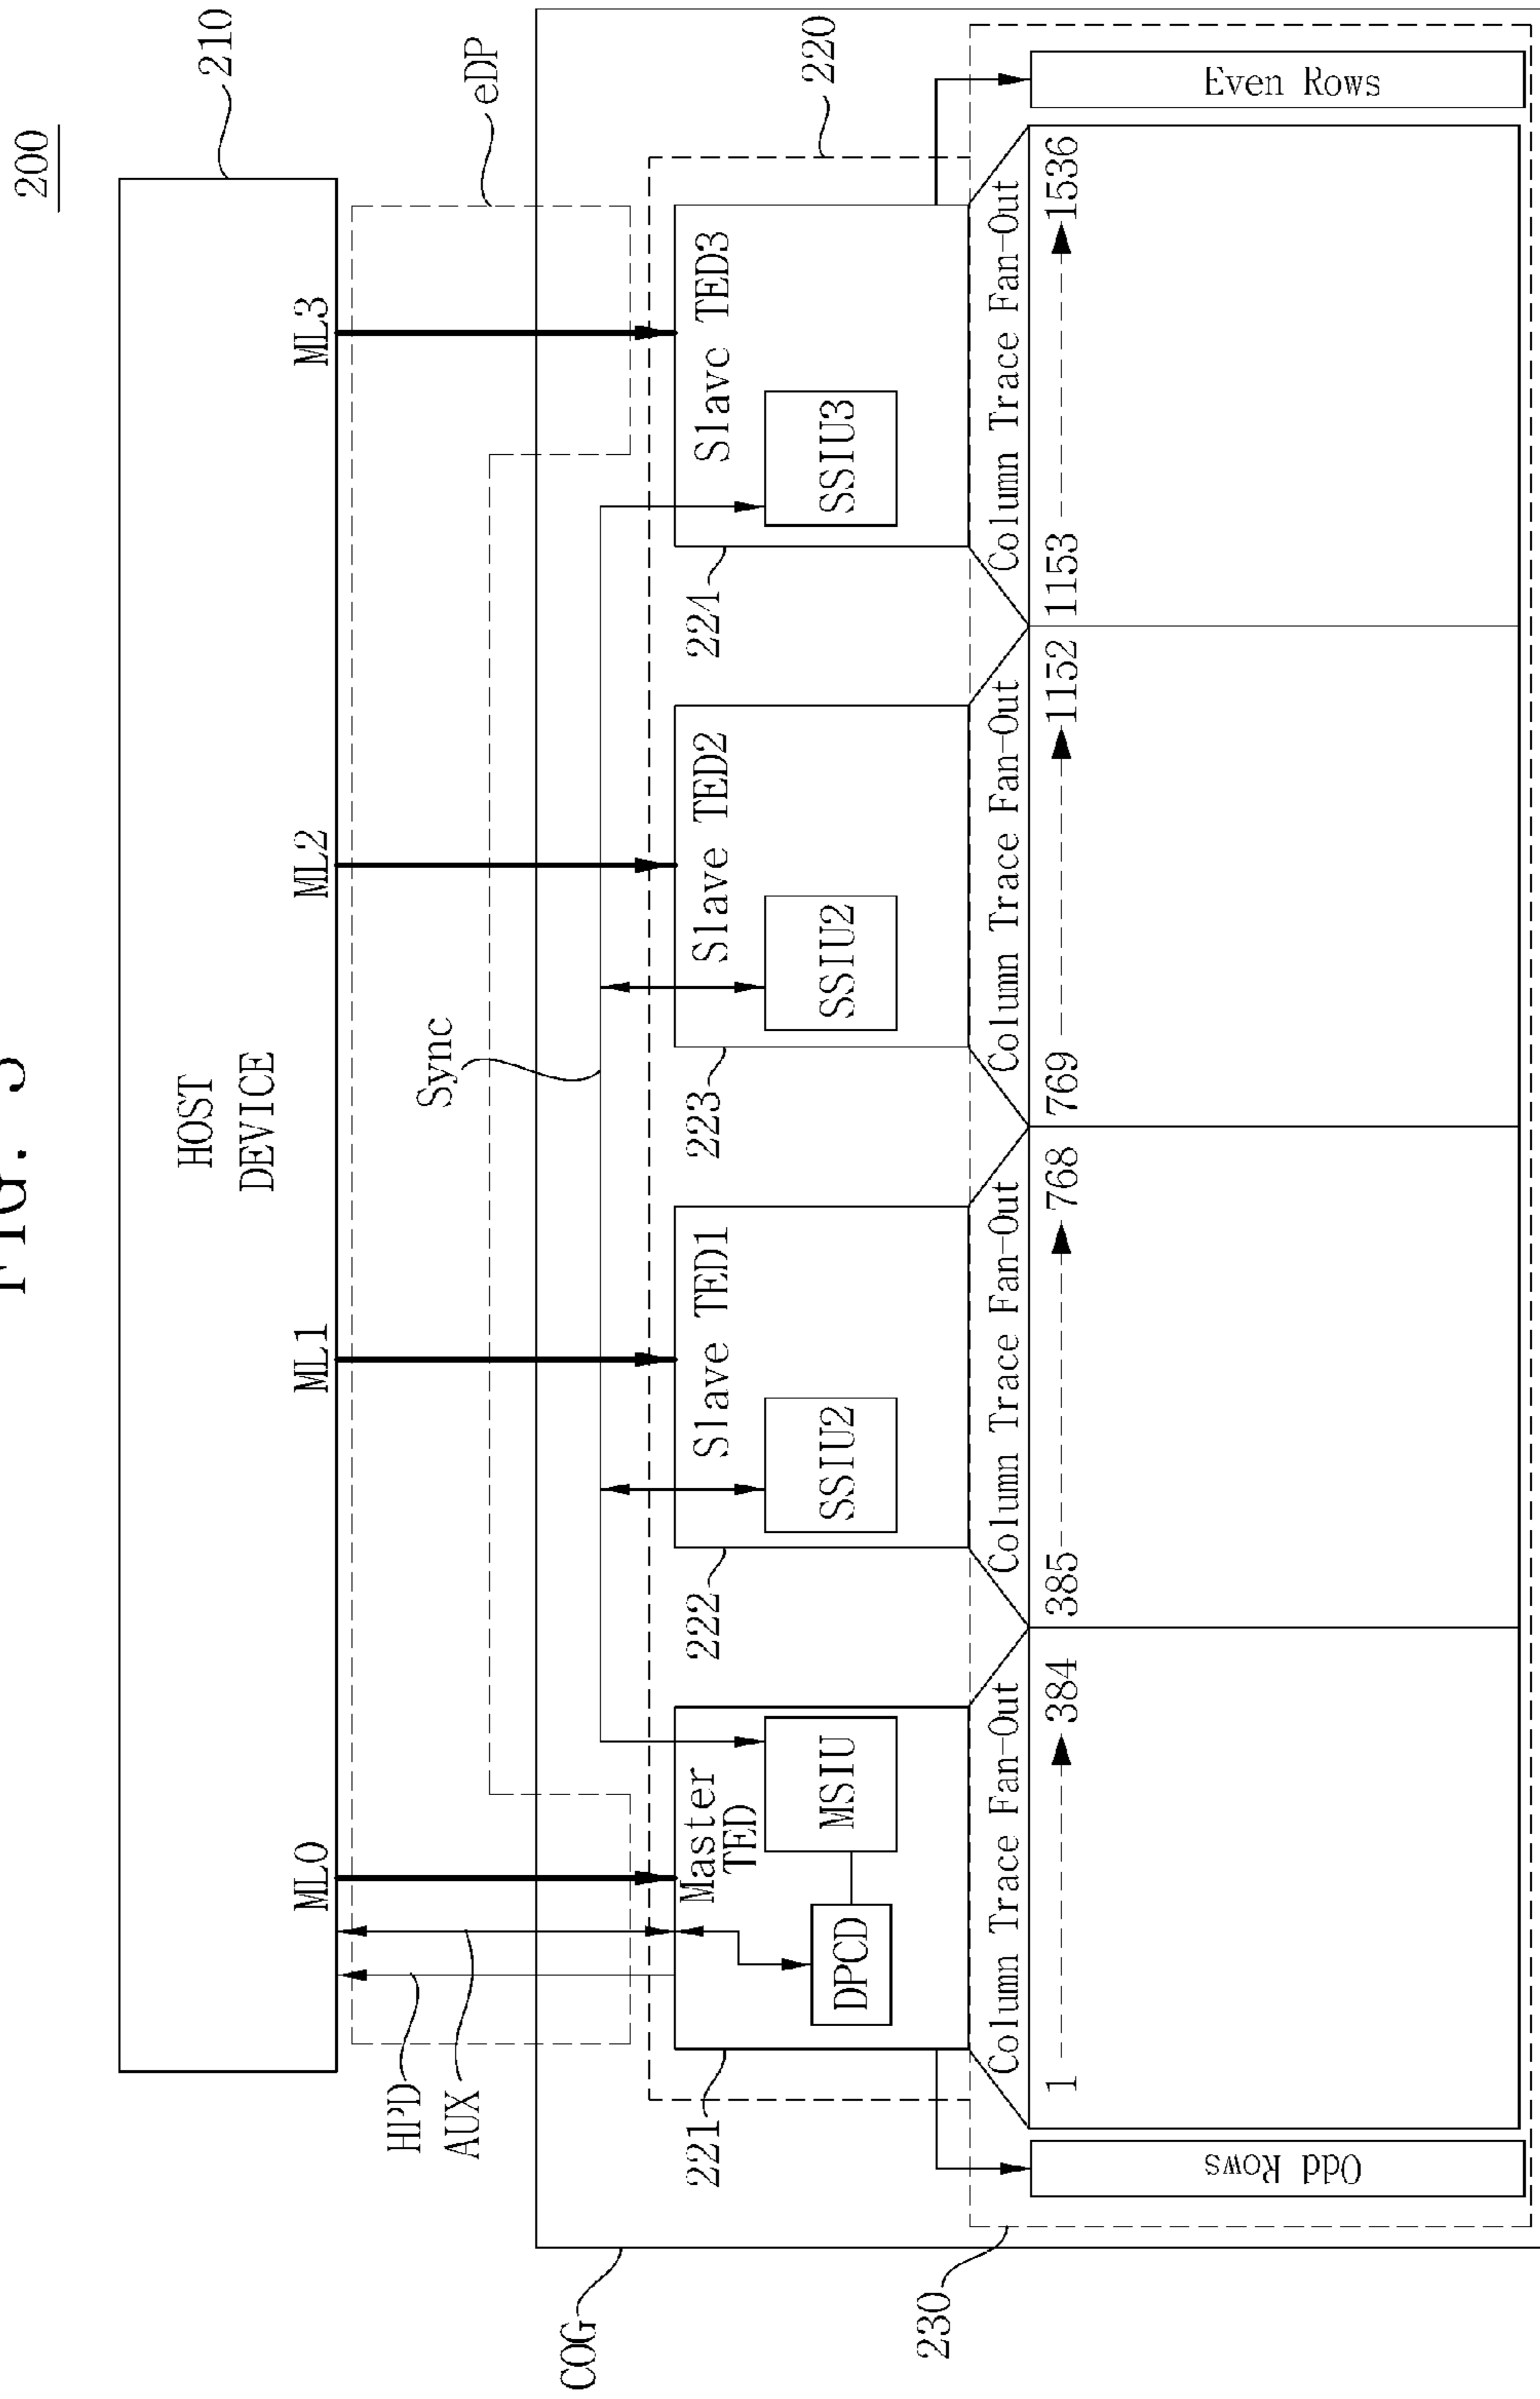 FIG.
200
HOST
DEVICE
210
ML0
ML1
ML2
ML3
HPD
AUX
eDP
Sync
COG
220
221
Master
TED
DPCD
MSIU
222
Slave TED1
SSIU2
223
Slave TED2
SSIU2
224
Slavc TED3
SSIU3
Column Trace Fan-Out
Column Trace Fan-Out
Column Trace Fan-Out
Column Trace Fan-Out
1 384
385 768
769 1152
1153 1536
230
Odd Rows
Even Rows